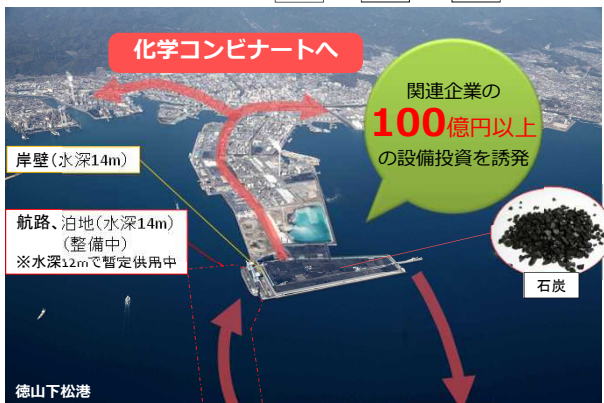 化学コンビナートへ
関連企業の
100億円以上
の設備投資を誘発
岸壁(水深14m)
航路、泊地(水深14m)
(整備中)
※水深12mで暫定供用中
石炭
徳山下松港